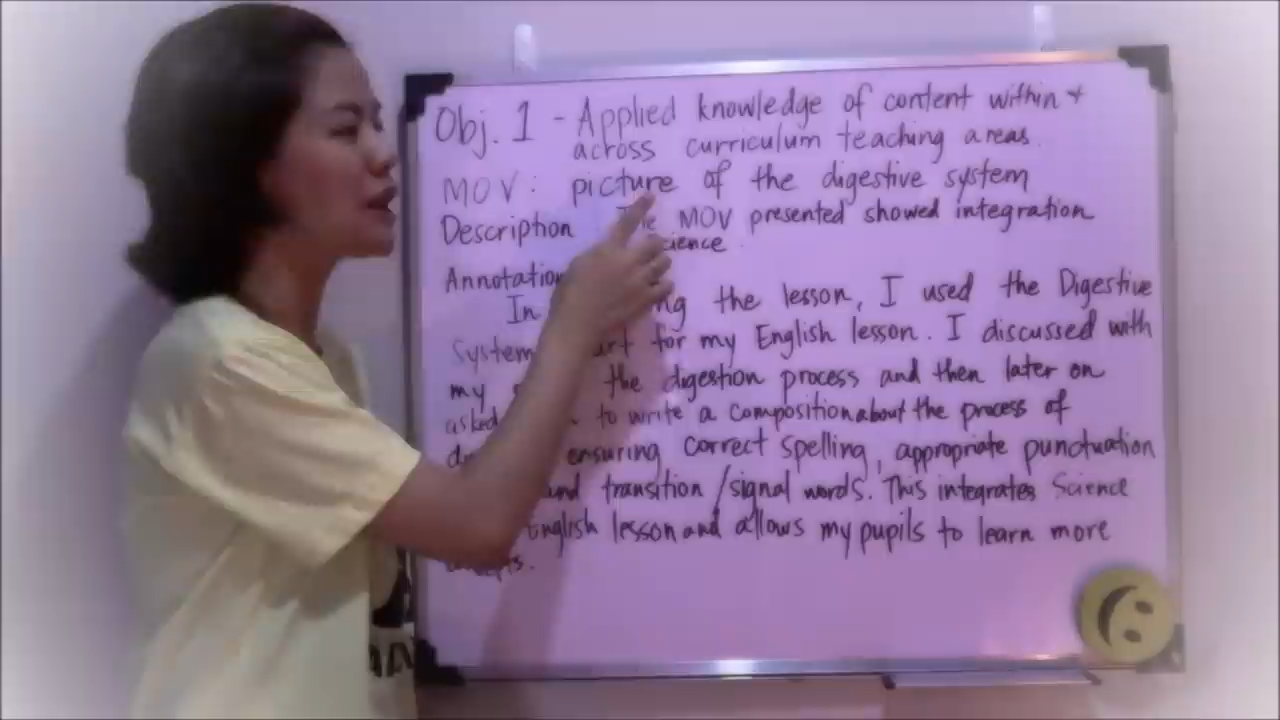 Obj. 1 - Applied knowledge of content within +
across curriculum teaching areas.
MOV: picture of the digestive system
Description MOV presented showed integration
Annotation
In the lesson, I used the Digestive
System for my English lesson. I discussed with
my the digestion process and then later on
asked to write a composition about the process of
ensuring correct spelling, appropriate punctuation
and transition/signal words. This integrates Science
English lesson and allows my pupils to learn more